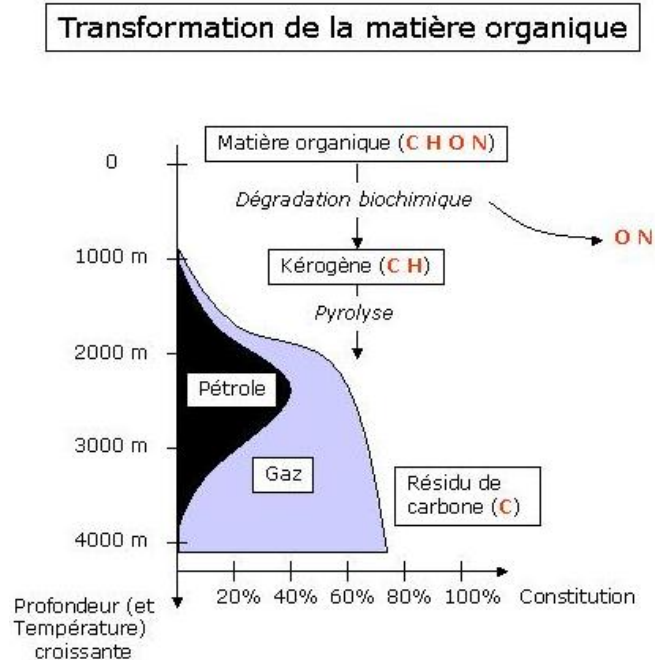 Transformation de la matière organique
Matière organique (C H O N)
0
Dégradation biochimique
O N
1000 m
Kérogène (C H)
Pyrolyse
2000 m
Pétrole
3000 m
Gaz
Résidu de
carbone (C)
4000 m
20% 40% 60% 80% 100% Constitution
Profondeur (et
Température)
croissante